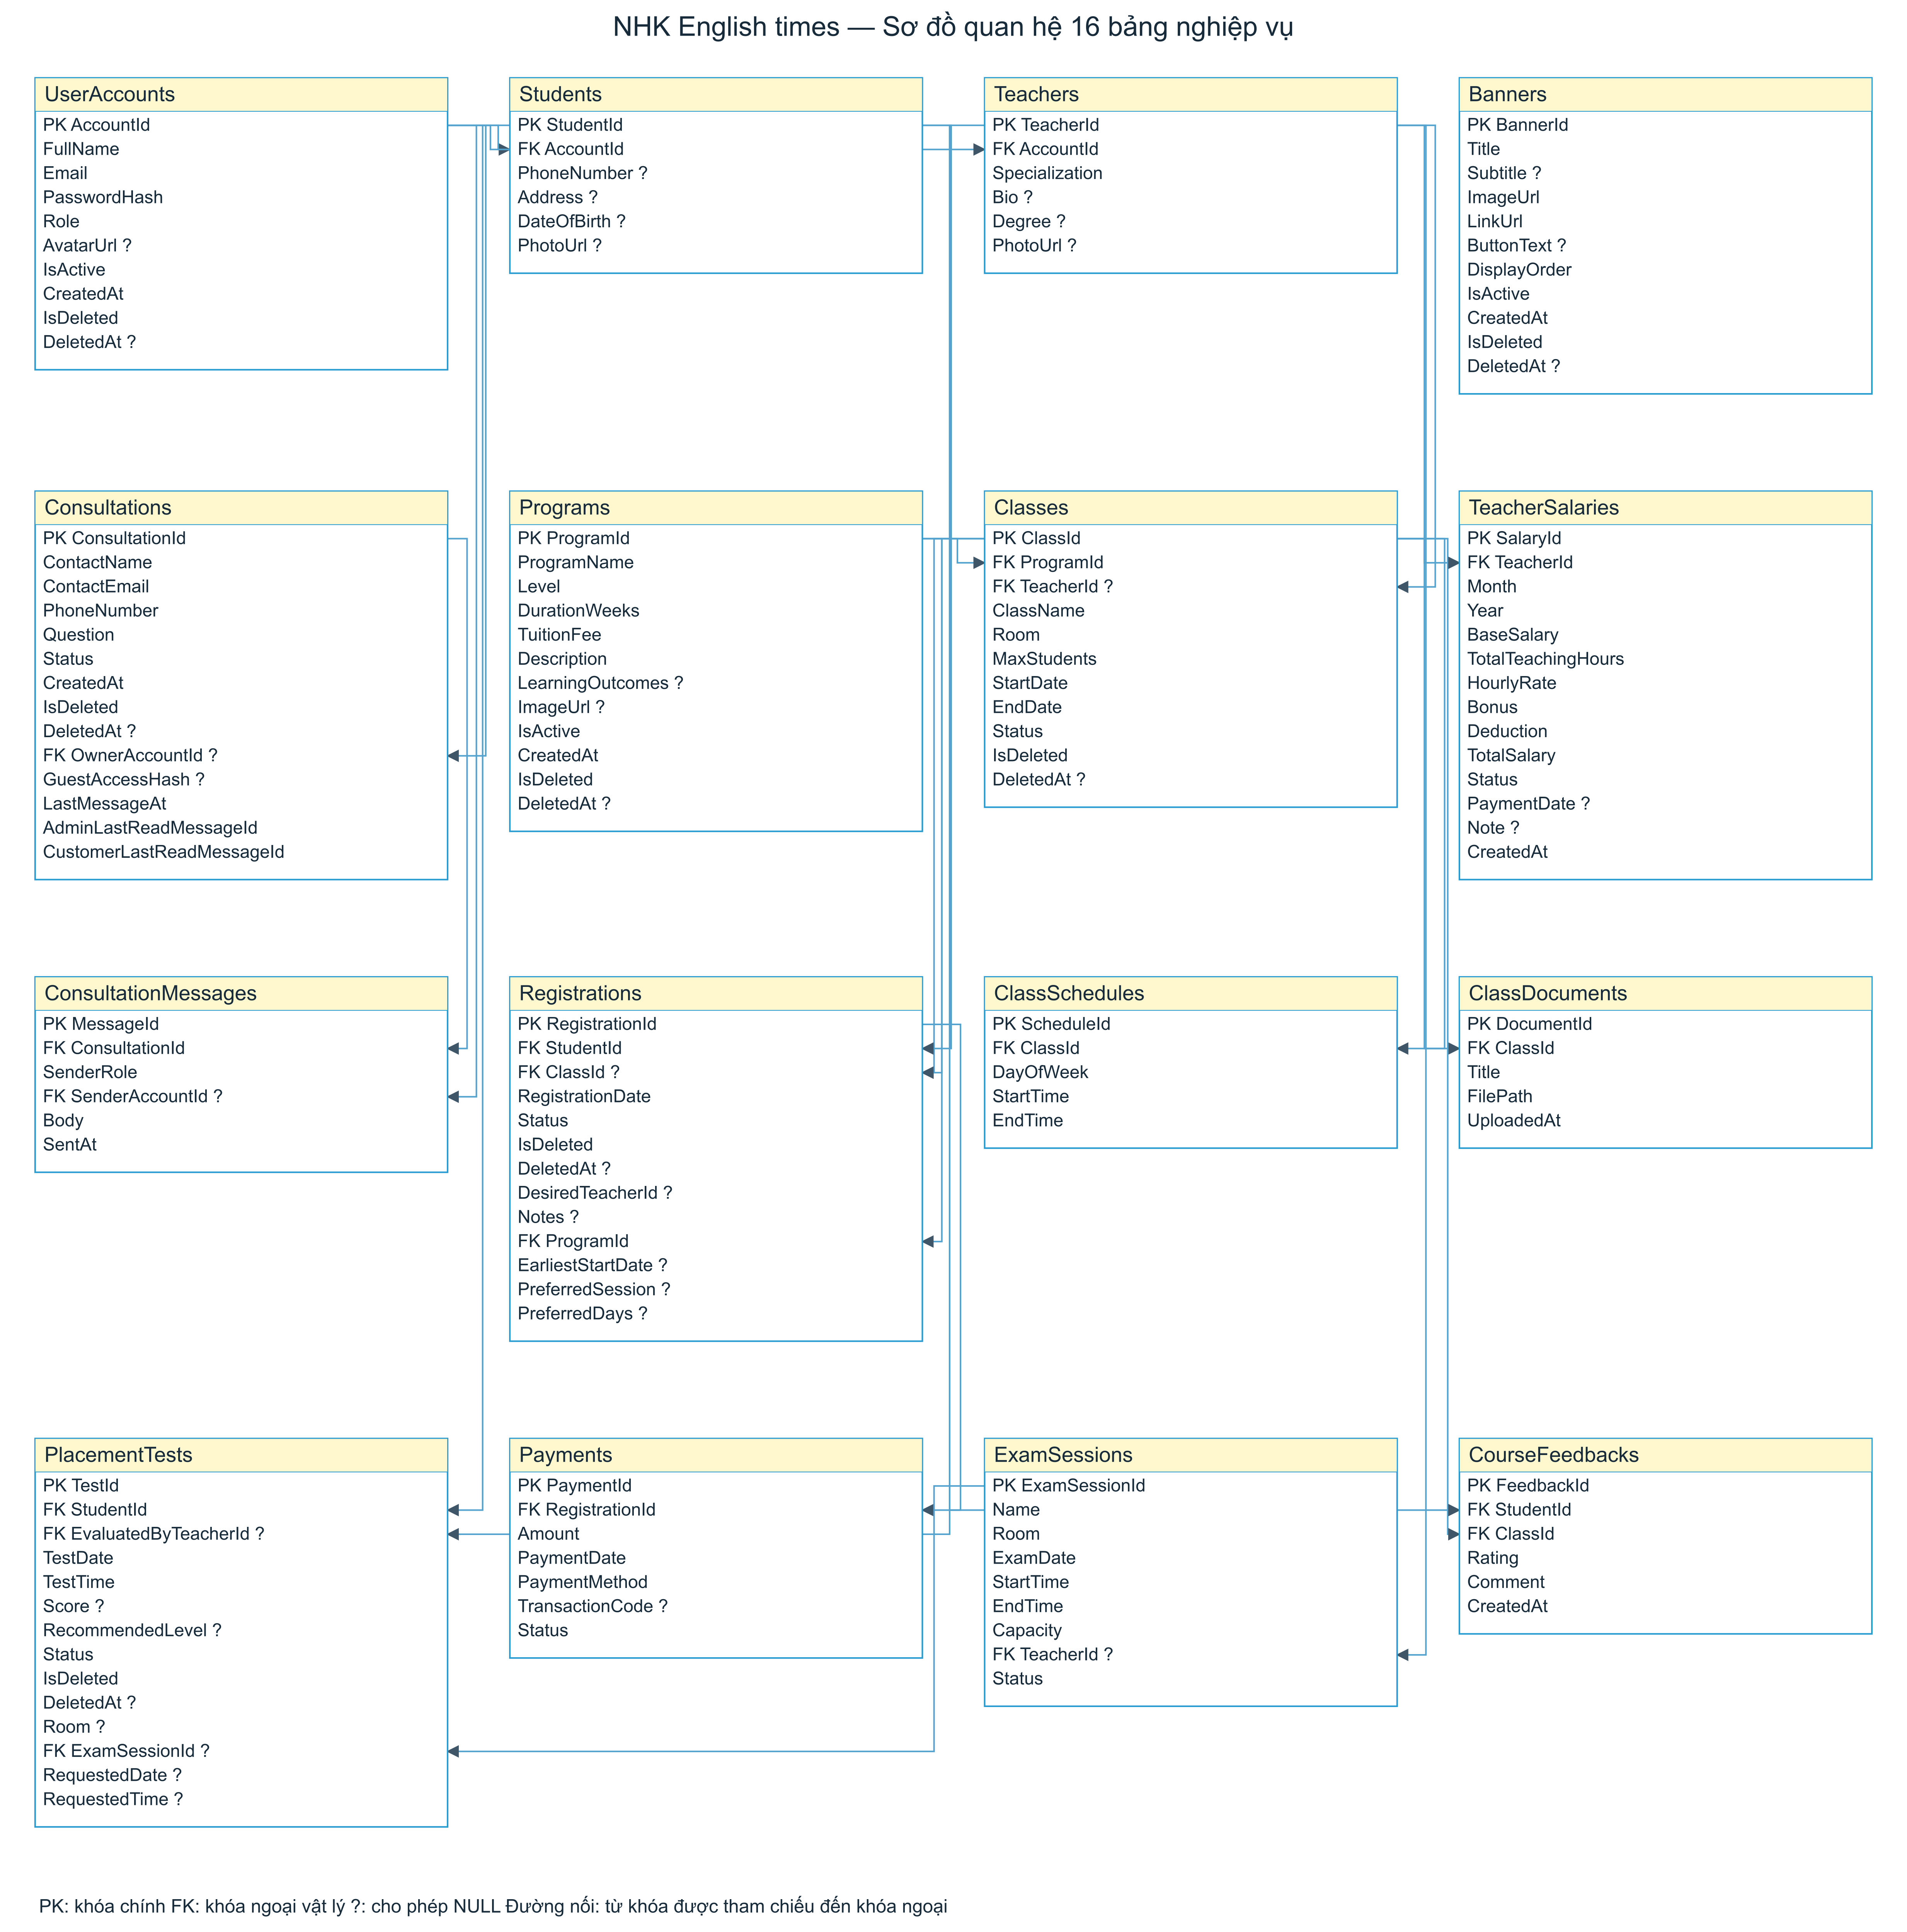 NHK English times — Sơ đồ quan hệ 16 bảng nghiệp vụ
UserAccounts
PK AccountId
FullName
Email
PasswordHash
Role
AvatarUrl ?
IsActive
CreatedAt
IsDeleted
DeletedAt ?
Students
PK StudentId
FK AccountId
PhoneNumber ?
Address ?
DateOfBirth ?
PhotoUrl ?
Teachers
PK TeacherId
FK AccountId
Specialization
Bio ?
Degree ?
PhotoUrl ?
Banners
PK BannerId
Title
Subtitle ?
ImageUrl
LinkUrl
ButtonText ?
DisplayOrder
IsActive
CreatedAt
IsDeleted
DeletedAt ?
Consultations
PK ConsultationId
ContactName
ContactEmail
PhoneNumber
Question
Status
CreatedAt
IsDeleted
DeletedAt ?
FK OwnerAccountId ?
GuestAccessHash ?
LastMessageAt
AdminLastReadMessageId
CustomerLastReadMessageId
Programs
PK ProgramId
ProgramName
Level
DurationWeeks
TuitionFee
Description
LearningOutcomes ?
ImageUrl ?
IsActive
CreatedAt
IsDeleted
DeletedAt ?
Classes
PK ClassId
FK ProgramId
FK TeacherId ?
ClassName
Room
MaxStudents
StartDate
EndDate
Status
IsDeleted
DeletedAt ?
TeacherSalaries
PK SalaryId
FK TeacherId
Month
Year
BaseSalary
TotalTeachingHours
HourlyRate
Bonus
Deduction
TotalSalary
Status
PaymentDate ?
Note ?
CreatedAt
ConsultationMessages
PK MessageId
FK ConsultationId
SenderRole
FK SenderAccountId ?
Body
SentAt
Registrations
PK RegistrationId
FK StudentId
FK ClassId ?
RegistrationDate
Status
IsDeleted
DeletedAt ?
DesiredTeacherId ?
Notes ?
FK ProgramId
EarliestStartDate ?
PreferredSession ?
PreferredDays ?
ClassSchedules
PK ScheduleId
FK ClassId
DayOfWeek
StartTime
EndTime
ClassDocuments
PK DocumentId
FK ClassId
Title
FilePath
UploadedAt
PlacementTests
PK TestId
FK StudentId
FK EvaluatedByTeacherId ?
TestDate
TestTime
Score ?
RecommendedLevel ?
Status
IsDeleted
DeletedAt ?
Room ?
FK ExamSessionId ?
RequestedDate ?
RequestedTime ?
Payments
PK PaymentId
FK RegistrationId
Amount
PaymentDate
PaymentMethod
TransactionCode ?
Status
ExamSessions
PK ExamSessionId
Name
Room
ExamDate
StartTime
EndTime
Capacity
FK TeacherId ?
Status
CourseFeedbacks
PK FeedbackId
FK StudentId
FK ClassId
Rating
Comment
CreatedAt
PK: khóa chính FK: khóa ngoại vật lý ?: cho phép NULL Đường nối: từ khóa được tham chiếu đến khóa ngoại